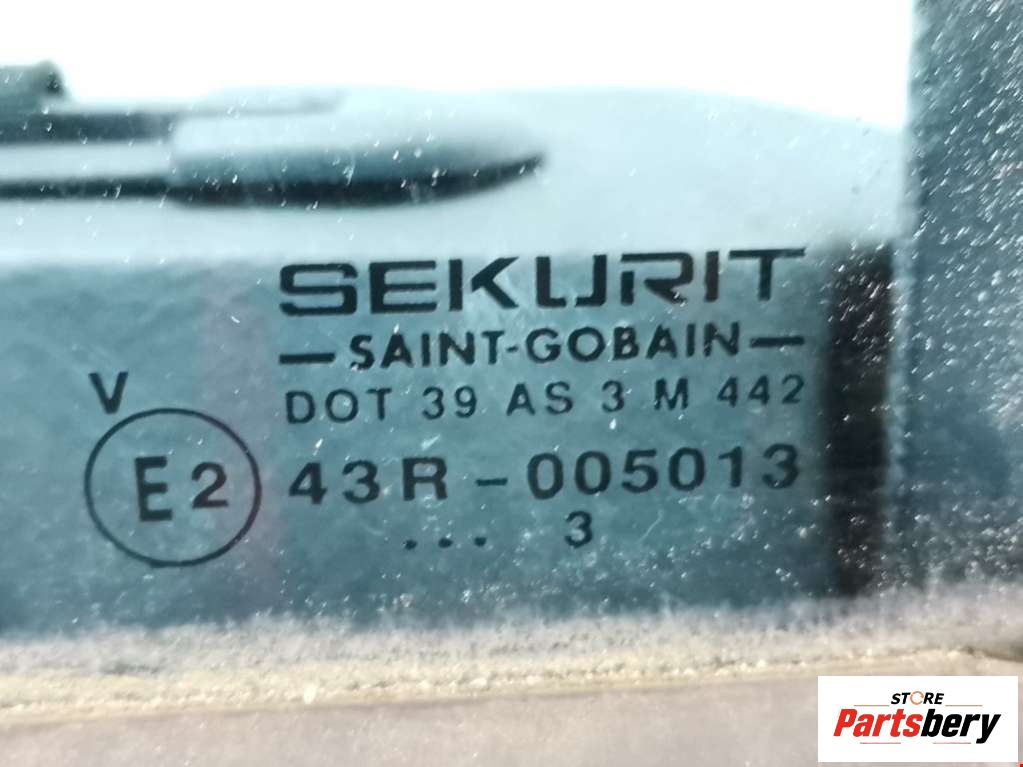 SEKURIT
—SAINT-GOBAIN—
DOT 39 AS 3 M 442
V
E2
43R-005013
... 3
STORE
Partsbery